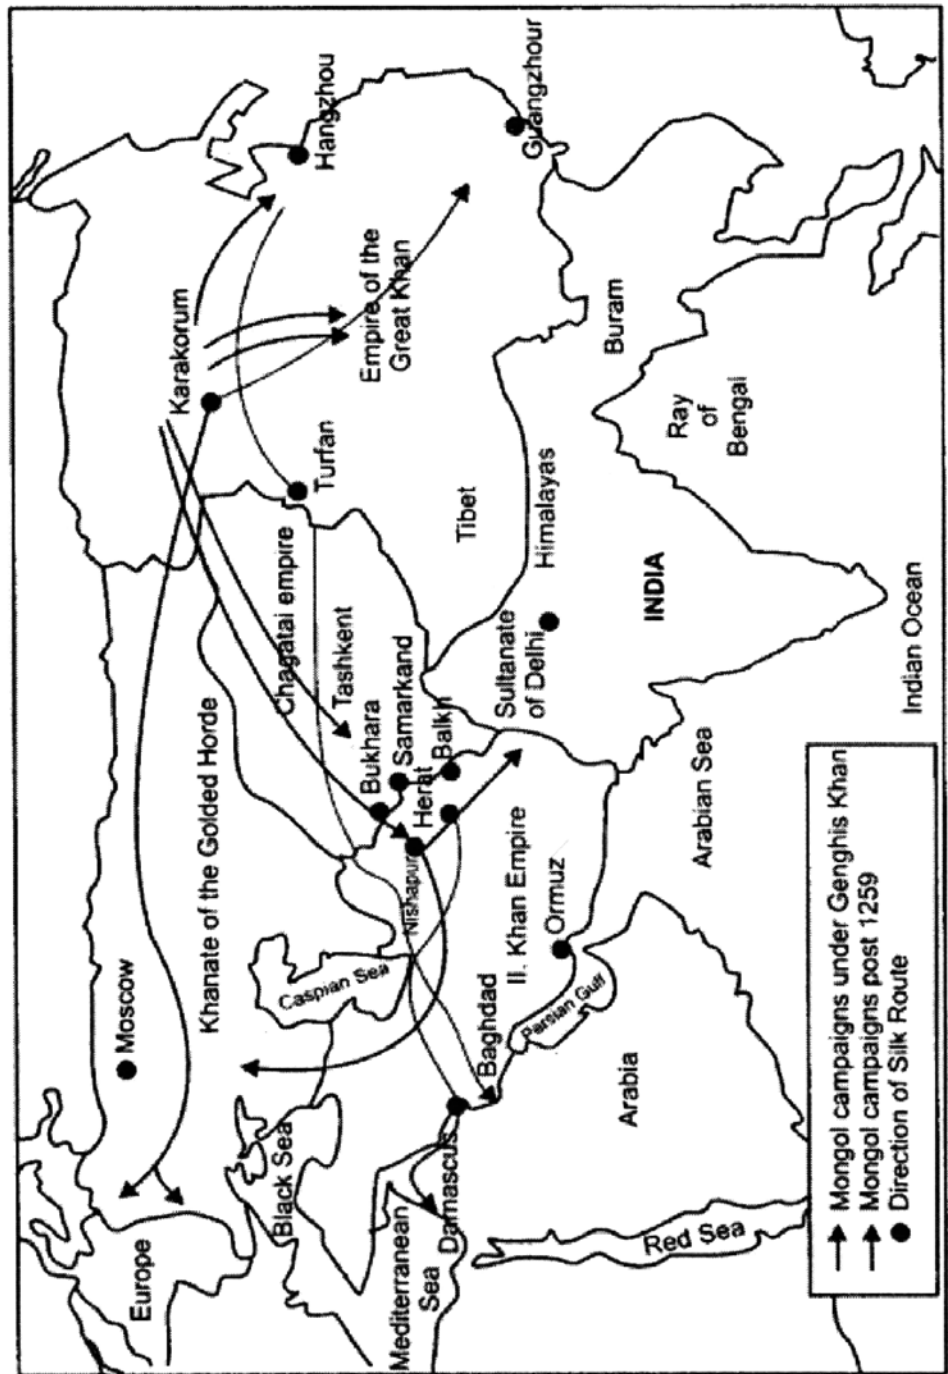 Europe
Moscow
Khanate of the Golded Horde
Karakorum
Black Sea
Caspian Sea
Chagatai empire
Turfan
Hangzhou
Tashkent
Empire of the
Great Khan
Mediterranean
Sea
Damascus
Nishapur
Bukhara
Samarkand
Herat
Balkh
Baghdad
II. Khan Empire
Sultanate
of Delhi
Tibet
Himalayas
Guangzhour
Persian Gulf
Ormuz
Buram
Arabia
INDIA
Red Sea
Arabian Sea
Ray
of
Bengai
Indian Ocean
Mongol campaigns under Genghis Khan
Mongol campaigns post 1259
Direction of Silk Route